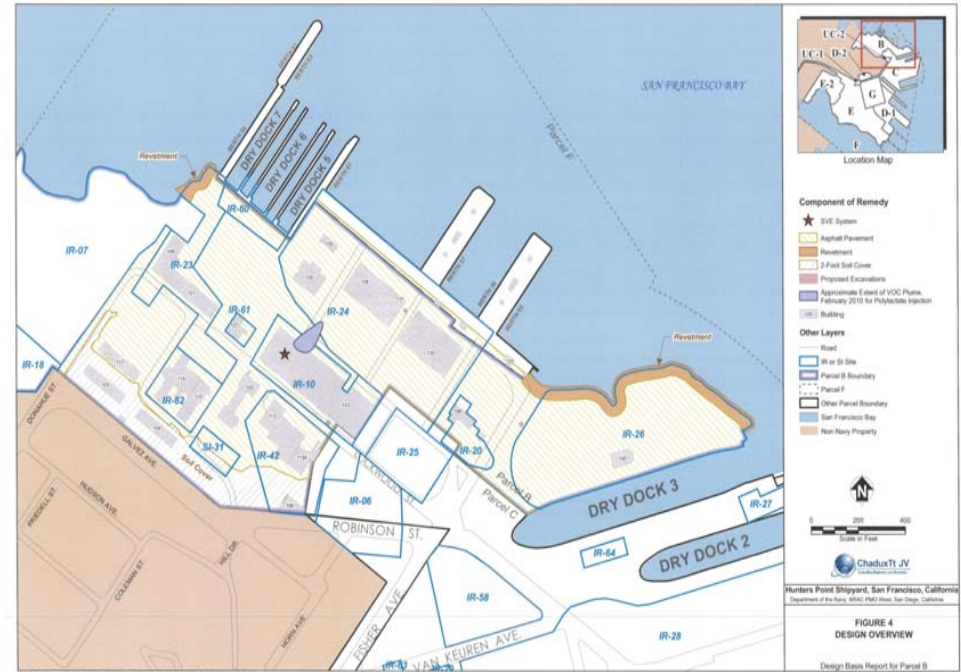 SAN FRANCISCO BAY
Parcel F
Revetment
DRY DOCK 7
DRY DOCK 6
DRY DOCK 5
IR-60
IR-07
IR-23
IR-61
IR-24
IR-18
IR-10
IR-62
IR-42
SI-31
Soil Cover
IR-25
IR-20
IR-06
IR-26
Revetment
Parcel B
Parcel C
DRY DOCK 3
DRY DOCK 2
IR-27
IR-64
IR-58
IR-28
DONAHUE ST.
GALVEZ AVE.
HUDSON AVE.
FRIEDELL ST.
COLEMAN ST.
HILL DR.
HORN AVE.
ROBINSON ST.
FISHER AVE.
VAN KEUREN AVE.
UC-2
B
UC-1
D-2
C
E-2
G
E
D-1
F
Location Map
Component of Remedy
SVE System
Asphalt Pavement
Revetment
2-Foot Soil Cover
Proposed Excavations
Approximate Extent of VOC Plume,
February 2010 for Polylactate Injection
Building
Other Layers
Road
IR or SI Site
Parcel B Boundary
Parcel F
Other Parcel Boundary
San Francisco Bay
Non-Navy Property
N
0 200 400
Scale in Feet
ChaduxTt JV
Hunters Point Shipyard, San Francisco, California
Department of the Navy, BRAC PMO West, San Diego, California
FIGURE 4
DESIGN OVERVIEW
Design Basis Report for Parcel B